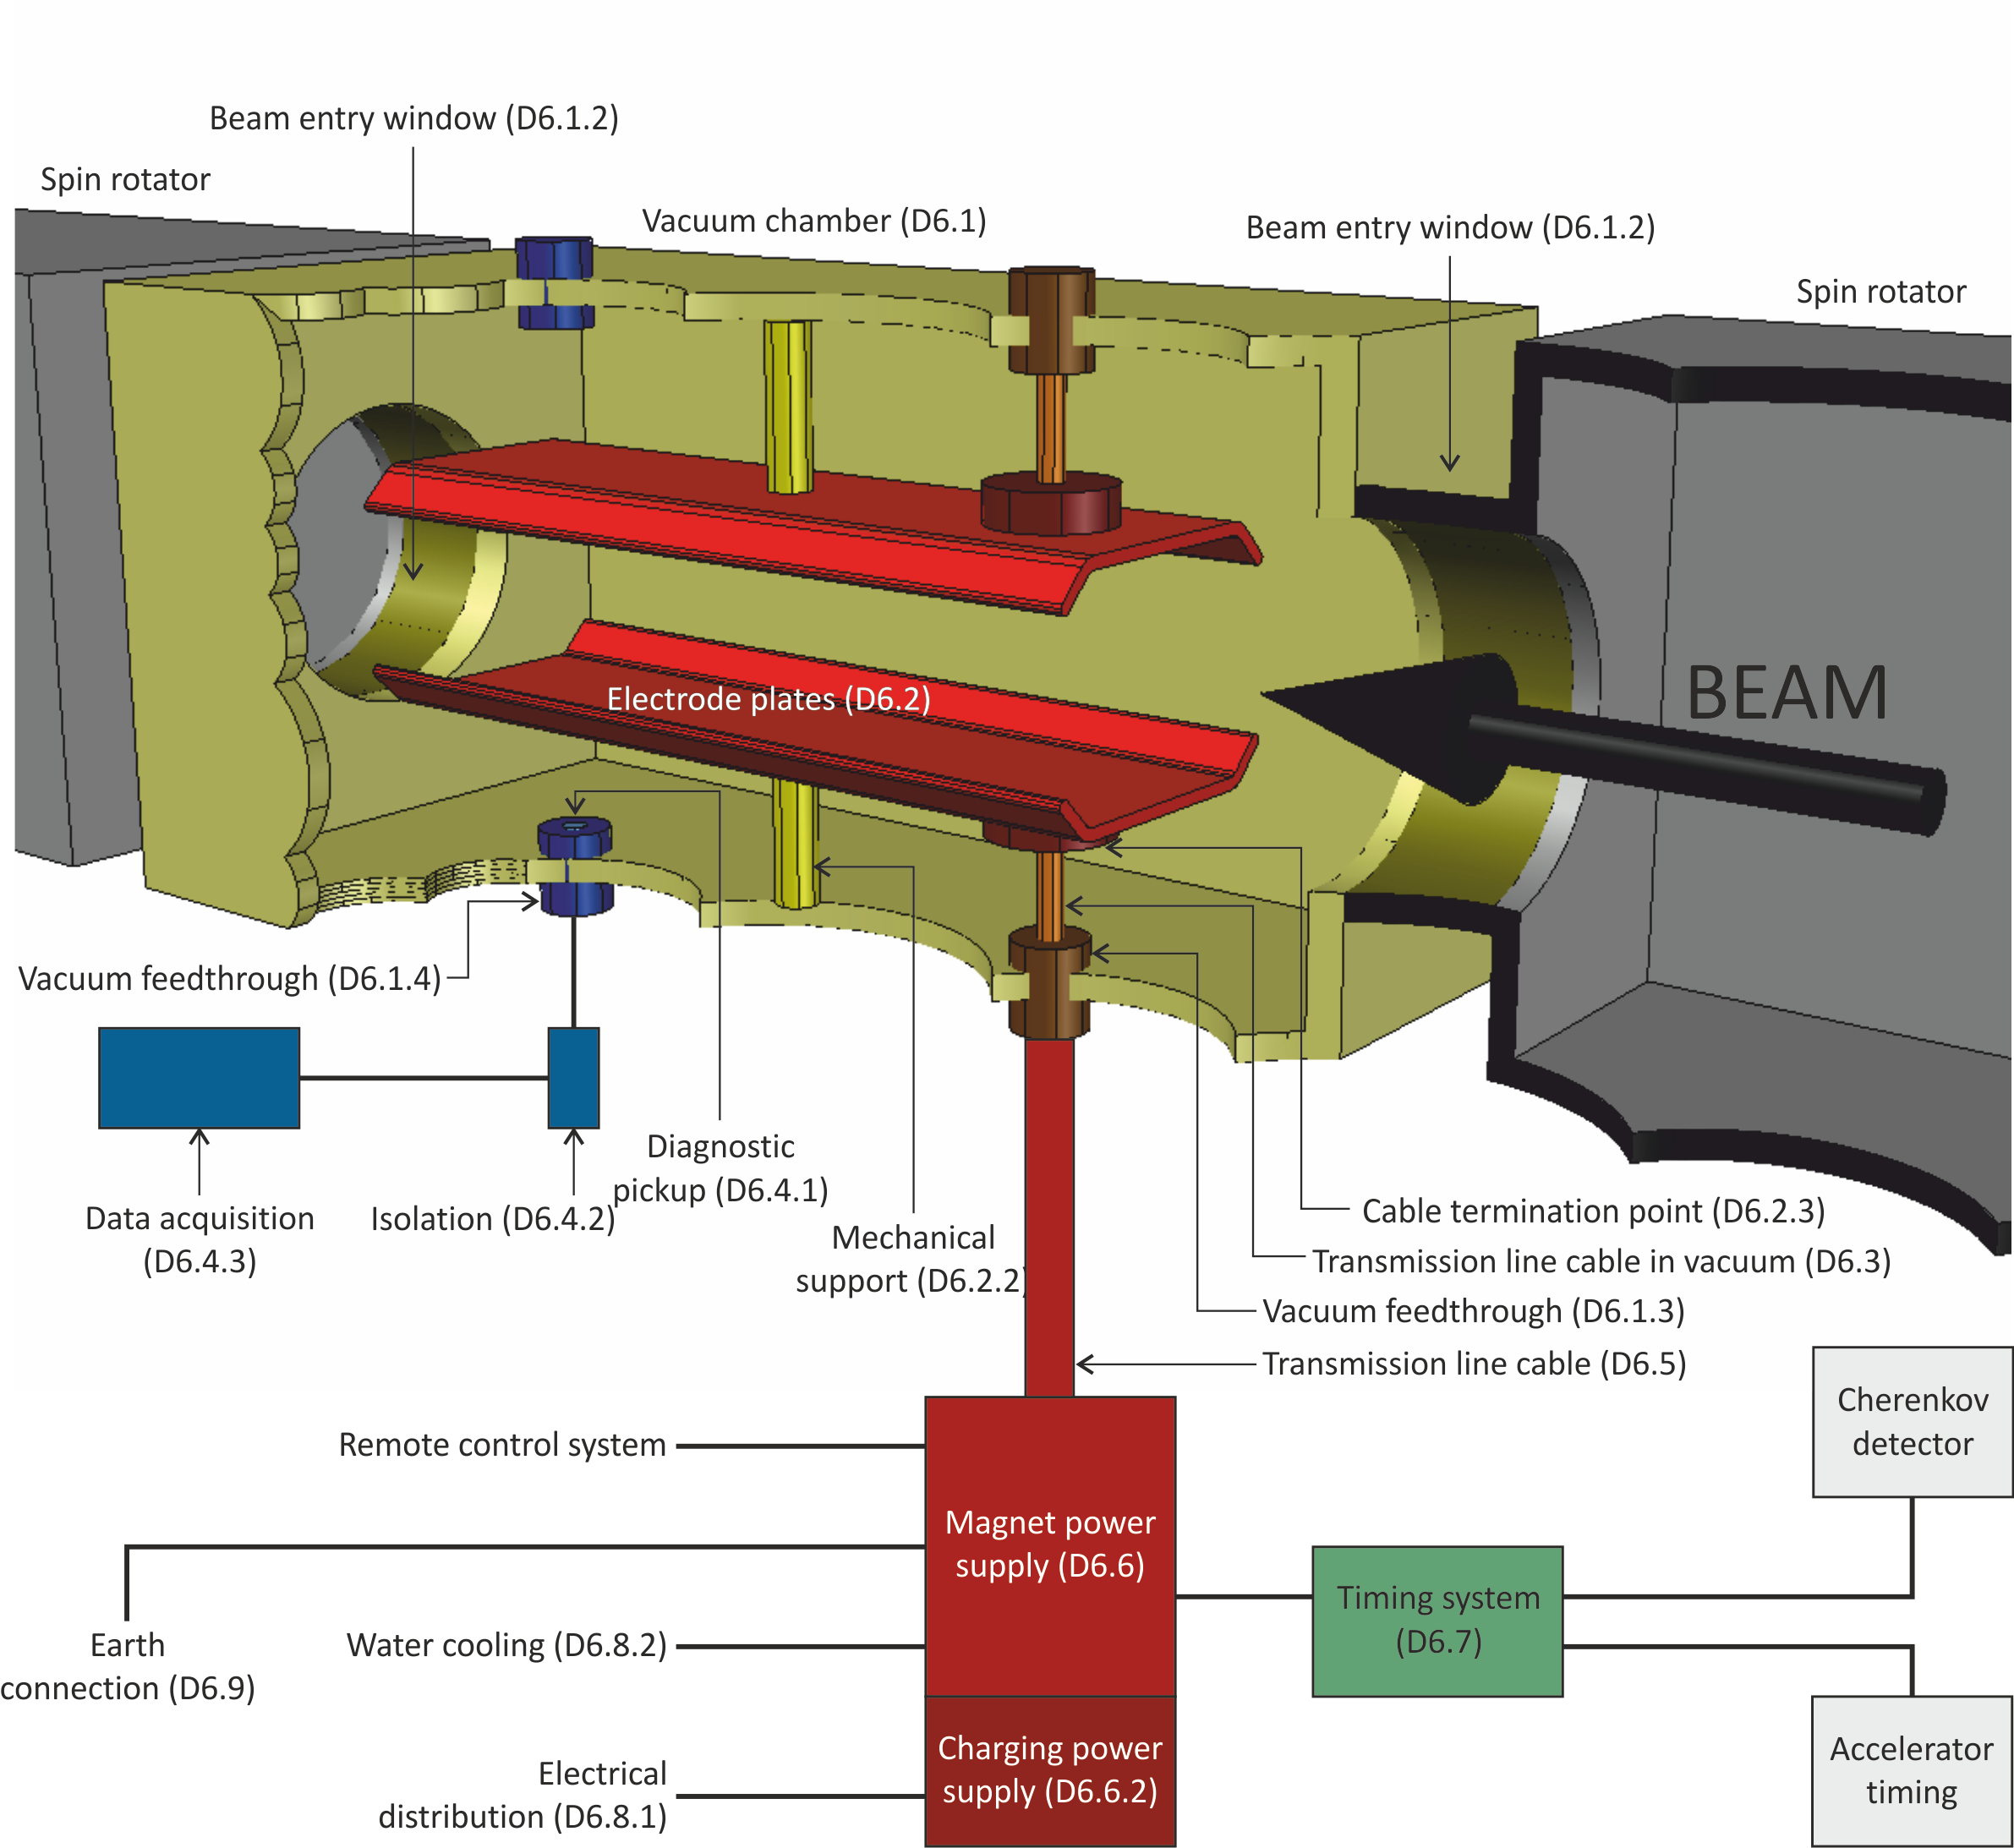 Beam entry window (D6.1.2)
Spin rotator
Vacuum chamber (D6.1)
Beam entry window (D6.1.2)
Spin rotator
BEAM
Electrode plates (D6.2)
Vacuum feedthrough (D6.1.4)
Diagnostic
pickup (D6.4.1)
Data acquisition
(D6.4.3)
Isolation (D6.4.2)
Mechanical
support (D6.2.2)
Cable termination point (D6.2.3)
Transmission line cable in vacuum (D6.3)
Vacuum feedthrough (D6.1.3)
Transmission line cable (D6.5)
Cherenkov
detector
Remote control system
Magnet power
supply (D6.6)
Timing system
(D6.7)
Earth
connection (D6.9)
Water cooling (D6.8.2)
Charging power
supply (D6.6.2)
Electrical
distribution (D6.8.1)
Accelerator
timing